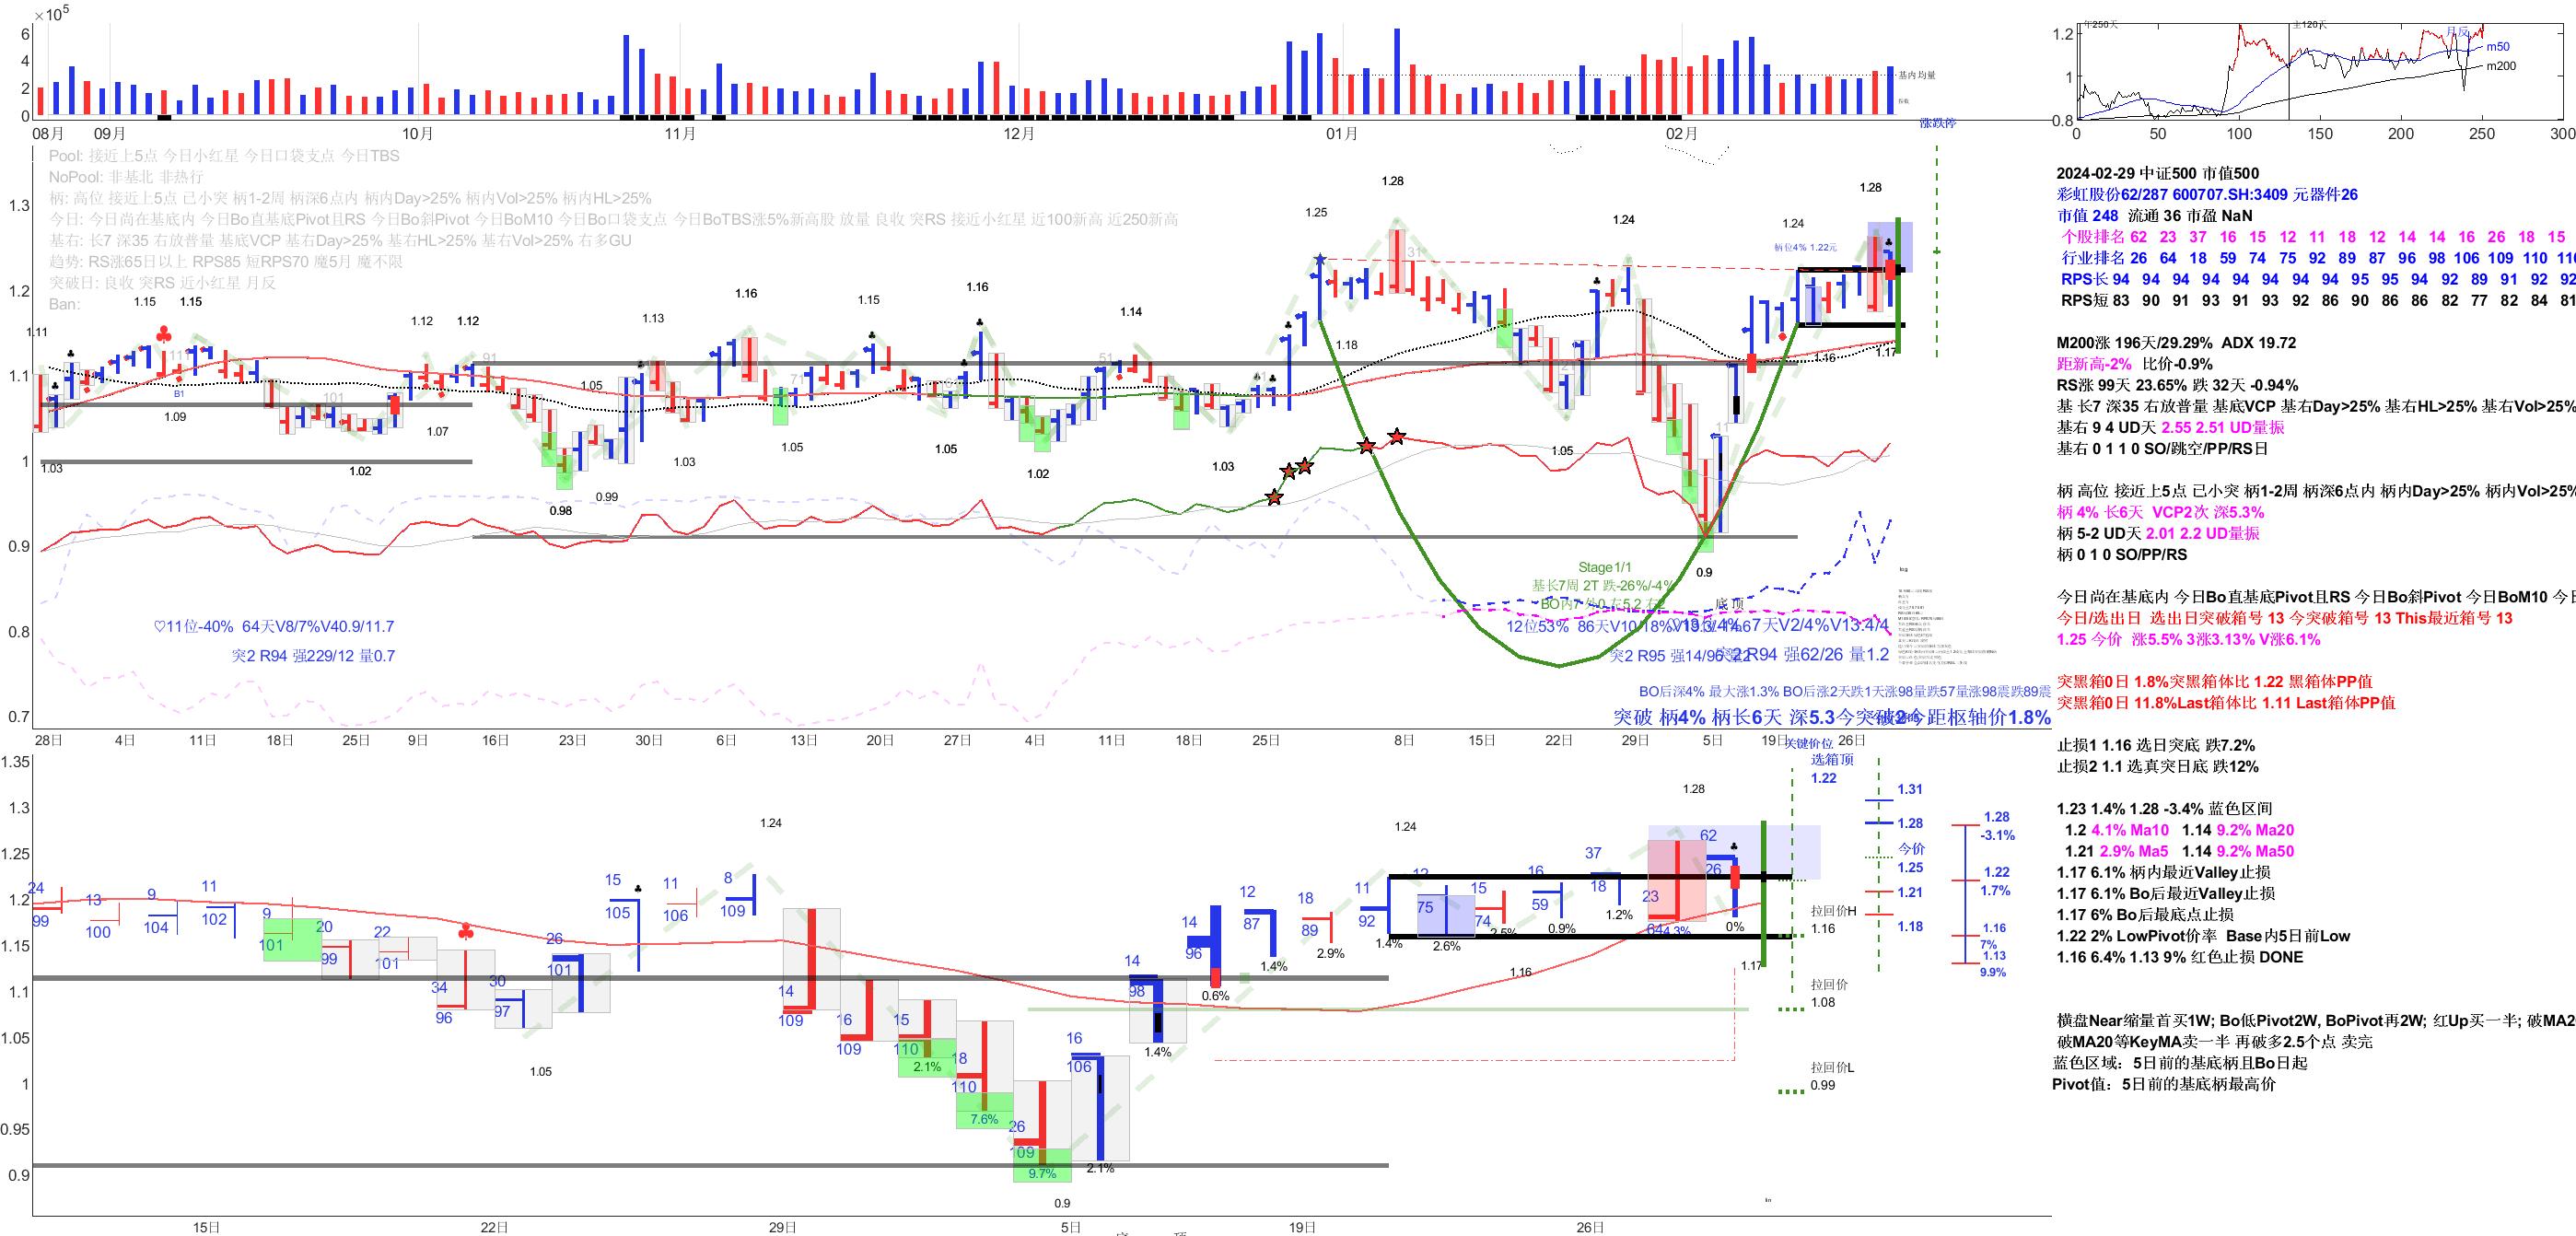 ×10⁵
6
4
2
0
08月 09月 10月 11月 12月 01月 02月
基内均量
涨跌停
年250天 主120天 月反
1.2
1
0.8
m50
m200
0 50 100 150 200 250 300
Pool: 接近上5点 今日小红星 今日口袋支点 今日TBS
NoPool: 非基北 非热行
柄: 高位 接近上5点 已小突 柄1-2周 柄深6点内 柄内Day>25% 柄内Vol>25% 柄内HL>25%
今日: 今日尚在基底内 今日Bo直基底Pivot且RS 今日Bo斜Pivot 今日BoM10 今日Bo口袋支点 今日BoTBS涨5%新高股 放量 良收 突RS 接近小红星 近100新高 近250新高
基右: 长7 深35 右放普量 基底VCP 基右Day>25% 基右HL>25% 基右Vol>25% 右多GU
趋势: RS涨65日以上 RPS85 短RPS70 魔5月 魔不限
突破日: 良收 突RS 近小红星 月反
Ban:
1.3
1.2
1.1
1
0.9
0.8
0.7
1.11 1.15 1.15 1.12 1.12 1.13 1.16 1.15 1.16 1.14 1.25 1.28 1.24 1.24 1.28
柄位4% 1.22元
B1
1.03 1.09 1.02 1.07 0.98 0.99 1.05 1.03 1.05 1.05 1.02 1.03 1.18 1.05 0.9 1.16 1.17
Stage1/1
基长7周 2T 跌-26%/-4%
底顶
♡11位-40% 64天V8/7%V40.9/11.7
突2 R94 强229/12 量0.7
突2 R94 强62/26 量1.2
BO后深4% 最大涨1.3% BO后涨2天跌1天涨98量跌57量涨98震跌89震
突破 柄4% 柄长6天 深5.3今突破2今距枢轴价1.8%
28日 4日 11日 18日 25日 9日 16日 23日 30日 6日 13日 20日 27日 4日 11日 18日 25日 8日 15日 22日 29日 5日 19日 26日
关键价位
选箱顶
1.22
1.35
1.3
1.25
1.2
1.15
1.1
1.05
1
0.95
0.9
24 99
13 100
9 104
11 102
9 101
20 99
22 101
34 96
30 97
26 101
15 105
11 106
8 109
14 109
16 109
15 110 2.1%
18 110 7.6%
26 109 9.7%
16 106 2.1%
14 98 1.4%
14 96 0.6%
12 87 1.4%
18 89 2.9%
11 92 1.4%
12 75 2.6%
15 74 2.5%
16 59 0.9%
37 18 1.2%
23 64 4.3%
62 26 0%
1.24 1.05 0.9 1.24 1.16 1.28 1.17
拉回价H
1.16
拉回价
1.08
拉回价L
0.99
1.31
1.28
今价
1.25
1.21
1.18
1.28
-3.1%
1.22
1.7%
1.16
7%
1.13
9.9%
15日 22日 29日 5日 19日 26日
2024-02-29 中证500 市值500
彩虹股份62/287 600707.SH:3409 元器件26
市值 248 流通 36 市盈 NaN
个股排名 62 23 37 16 15 12 11 18 12 14 14 16 26 18 15
行业排名 26 64 18 59 74 75 92 89 87 96 98 106 109 110 110
RPS长 94 94 94 94 94 94 94 94 95 95 94 92 89 91 92 92
RPS短 83 90 91 93 91 93 92 86 90 86 86 82 77 82 84 81
M200涨 196天/29.29% ADX 19.72
距新高-2% 比价-0.9%
RS涨 99天 23.65% 跌 32天 -0.94%
基 长7 深35 右放普量 基底VCP 基右Day>25% 基右HL>25% 基右Vol>25%
基右 9 4 UD天 2.55 2.51 UD量振
基右 0 1 1 0 SO/跳空/PP/RS日
柄 高位 接近上5点 已小突 柄1-2周 柄深6点内 柄内Day>25% 柄内Vol>25%
柄 4% 长6天 VCP2次 深5.3%
柄 5-2 UD天 2.01 2.2 UD量振
柄 0 1 0 SO/PP/RS
今日尚在基底内 今日Bo直基底Pivot且RS 今日Bo斜Pivot 今日BoM10 今日
今日/选出日 选出日突破箱号 13 今突破箱号 13 This最近箱号 13
1.25 今价 涨5.5% 3涨3.13% V涨6.1%
突黑箱0日 1.8%突黑箱体比 1.22 黑箱体PP值
突黑箱0日 11.8%Last箱体比 1.11 Last箱体PP值
止损1 1.16 选日突底 跌7.2%
止损2 1.1 选真突日底 跌12%
1.23 1.4% 1.28 -3.4% 蓝色区间
1.2 4.1% Ma10 1.14 9.2% Ma20
1.21 2.9% Ma5 1.14 9.2% Ma50
1.17 6.1% 柄内最近Valley止损
1.17 6.1% Bo后最近Valley止损
1.17 6% Bo后最底点止损
1.22 2% LowPivot价率 Base内5日前Low
1.16 6.4% 1.13 9% 红色止损 DONE
横盘Near缩量首买1W; Bo低Pivot2W, BoPivot再2W; 红Up买一半; 破MA2
破MA20等KeyMA卖一半 再破多2.5个点 卖完
蓝色区域: 5日前的基底柄且Bo日起
Pivot值: 5日前的基底柄最高价